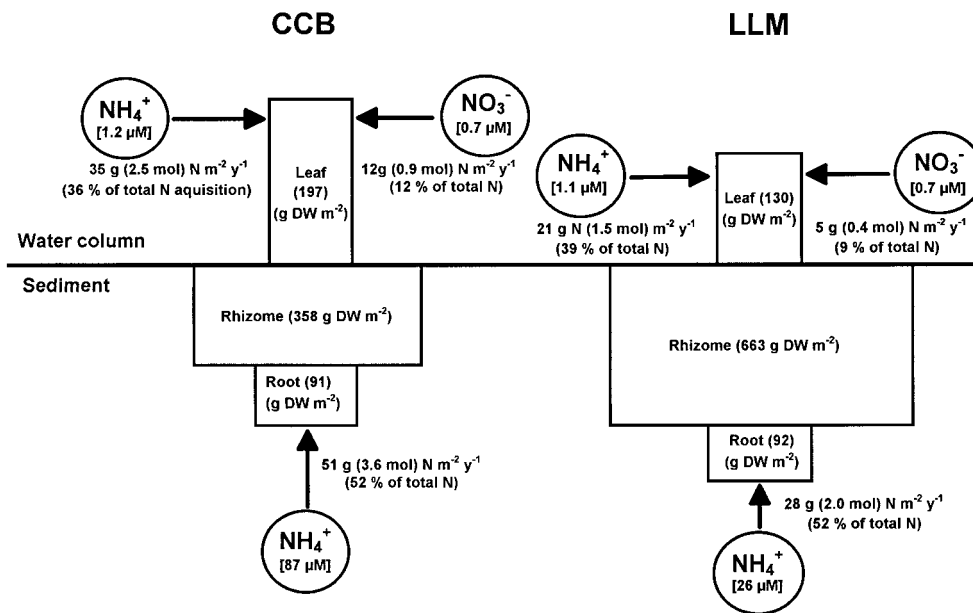 CCB
NH₄⁺
[1.2 µM]
NO₃⁻
[0.7 µM]
35 g (2.5 mol) N m⁻² y⁻¹
(36 % of total N aquisition)
12g (0.9 mol) N m⁻² y⁻¹
(12 % of total N)
Leaf
(197)
(g DW m⁻²)
Water column
Sediment
Rhizome (358 g DW m⁻²)
Root (91)
(g DW m⁻²)
51 g (3.6 mol) N m⁻² y⁻¹
(52 % of total N)
NH₄⁺
[87 µM]
LLM
NH₄⁺
[1.1 µM]
NO₃⁻
[0.7 µM]
21 g N (1.5 mol) m⁻² y⁻¹
(39 % of total N)
5 g (0.4 mol) N m⁻² y⁻¹
(9 % of total N)
Leaf (130)
(g DW m⁻²)
Rhizome (663 g DW m⁻²)
Root (92)
(g DW m⁻²)
28 g (2.0 mol) N m⁻² y⁻¹
(52 % of total N)
NH₄⁺
[26 µM]